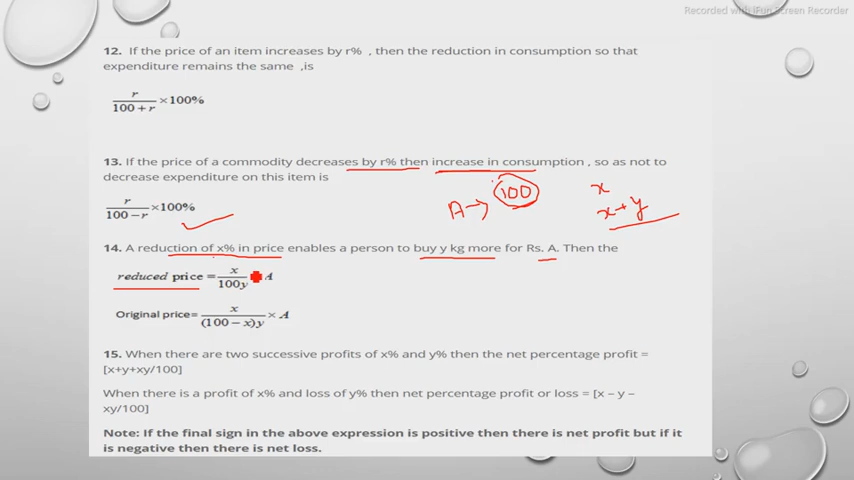 Recorded with iFun Screen Recorder
12. If the price of an item increases by r% , then the reduction in consumption so that
expenditure remains the same ,is
r/(100 + r) × 100%
13. If the price of a commodity decreases by r% then increase in consumption , so as not to
decrease expenditure on this item is
r/(100 − r) × 100%
A → 100
x
x + y
14. A reduction of x% in price enables a person to buy y kg more for Rs. A. Then the
reduced price = x/100y A
Original price= x/((100 − x)y) × A
15. When there are two successive profits of x% and y% then the net percentage profit =
[x+y+xy/100]
When there is a profit of x% and loss of y% then net percentage profit or loss = [x − y −
xy/100]
Note: If the final sign in the above expression is positive then there is net profit but if it
is negative then there is net loss.